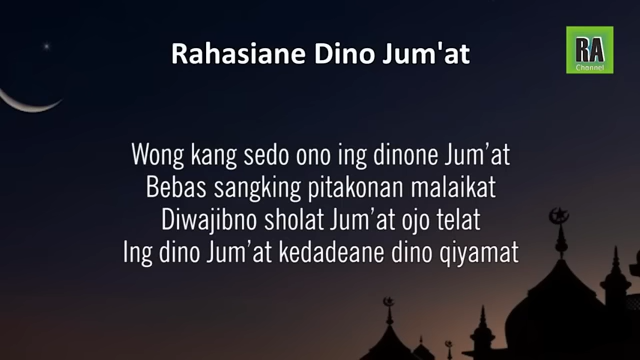 Rahasiane Dino Jum'at
RA
Channel
Wong kang sedo ono ing dinone Jum’at
Bebas sangking pitakonan malaikat
Diwajibno sholat Jum’at ojo telat
Ing dino Jum’at kedadeane dino qiyamat